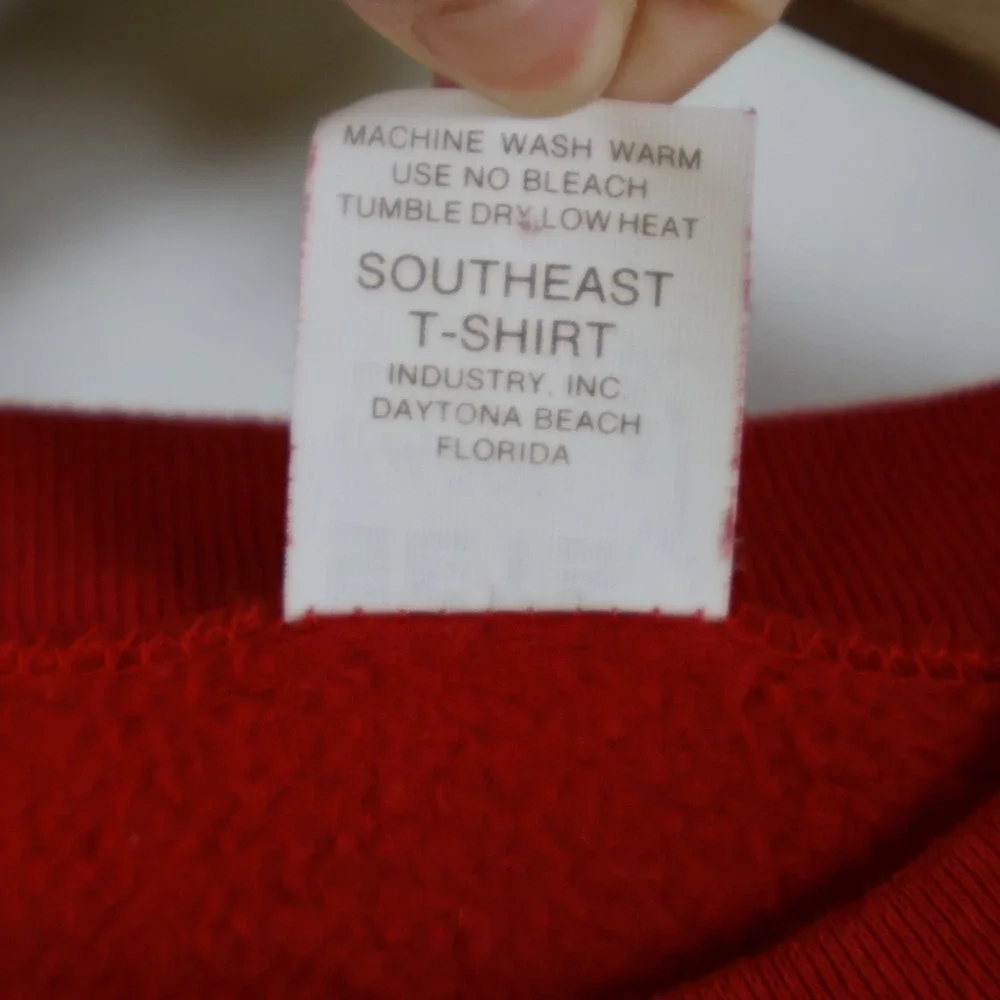 MACHINE WASH WARM
USE NO BLEACH
TUMBLE DRY LOW HEAT
SOUTHEAST
T-SHIRT
INDUSTRY, INC.
DAYTONA BEACH
FLORIDA